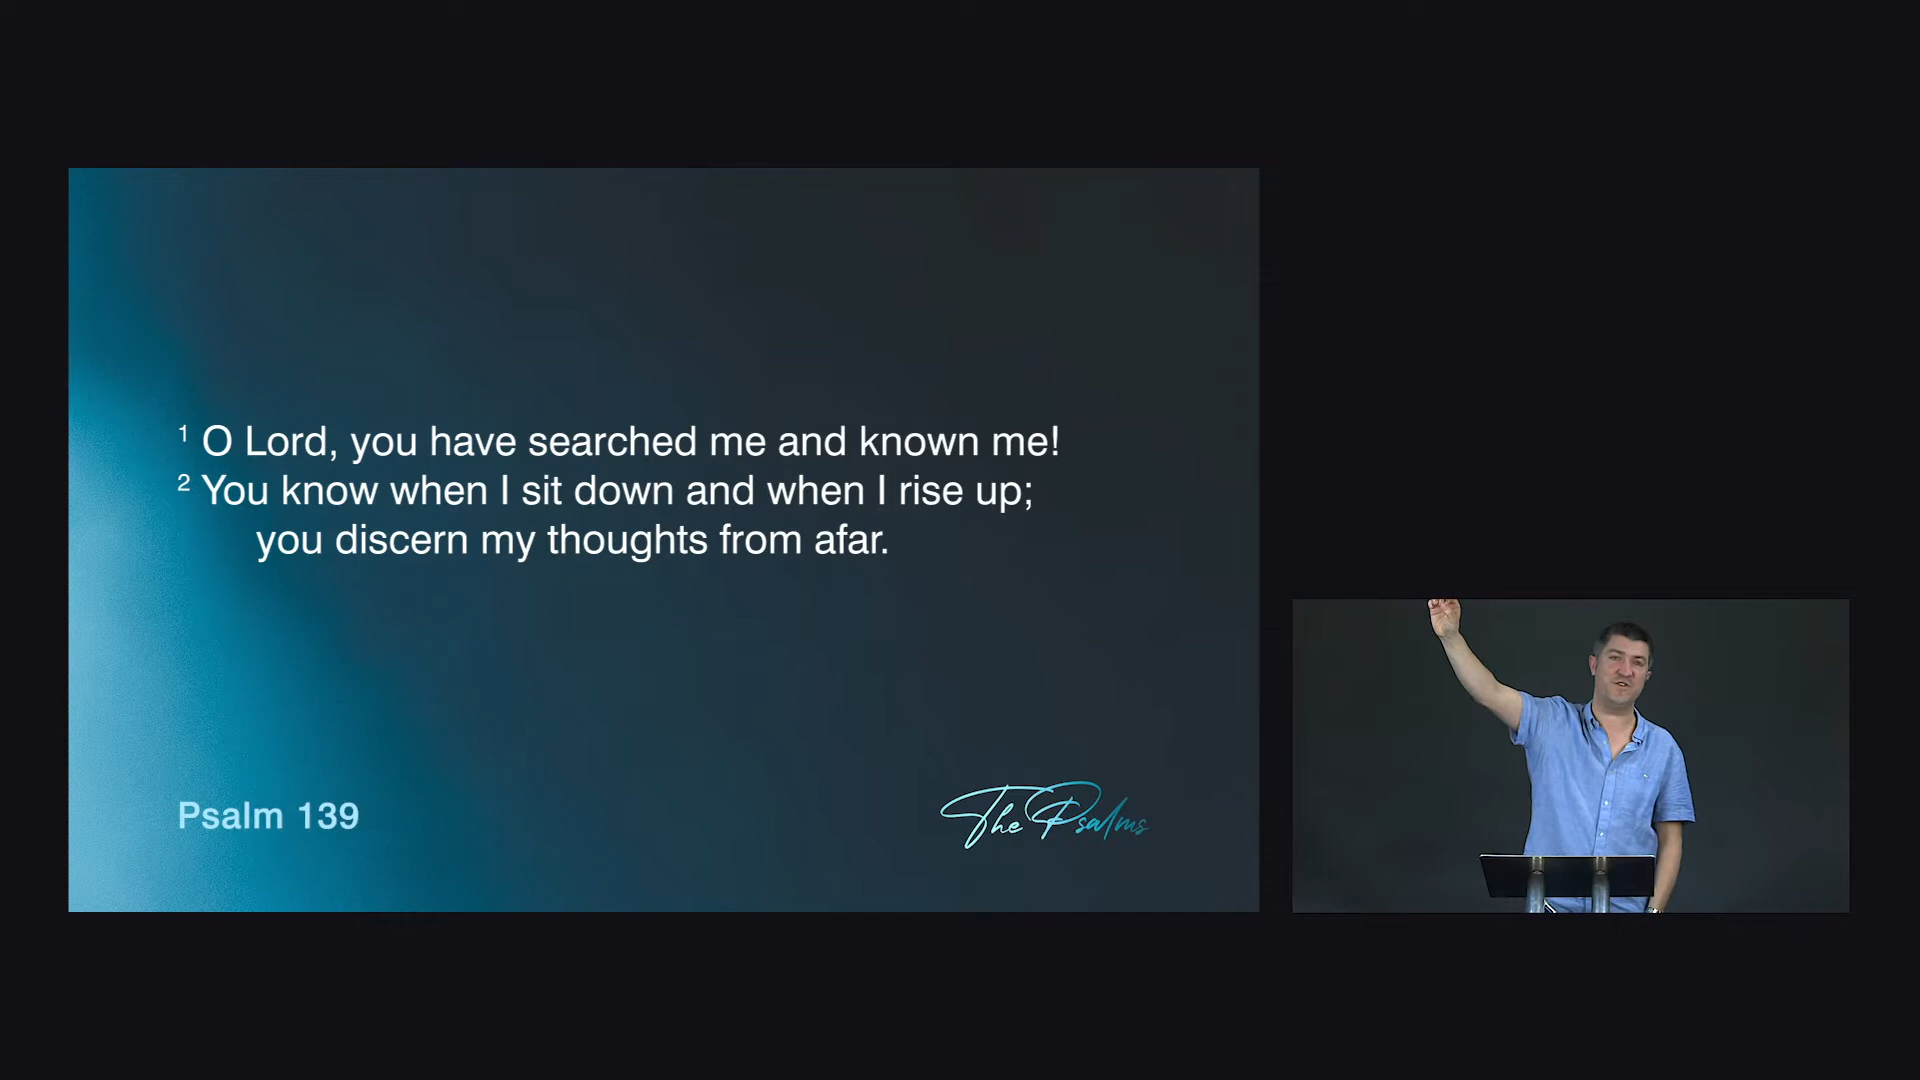 ¹ O Lord, you have searched me and known me!
² You know when I sit down and when I rise up;
you discern my thoughts from afar.
Psalm 139
The Psalms